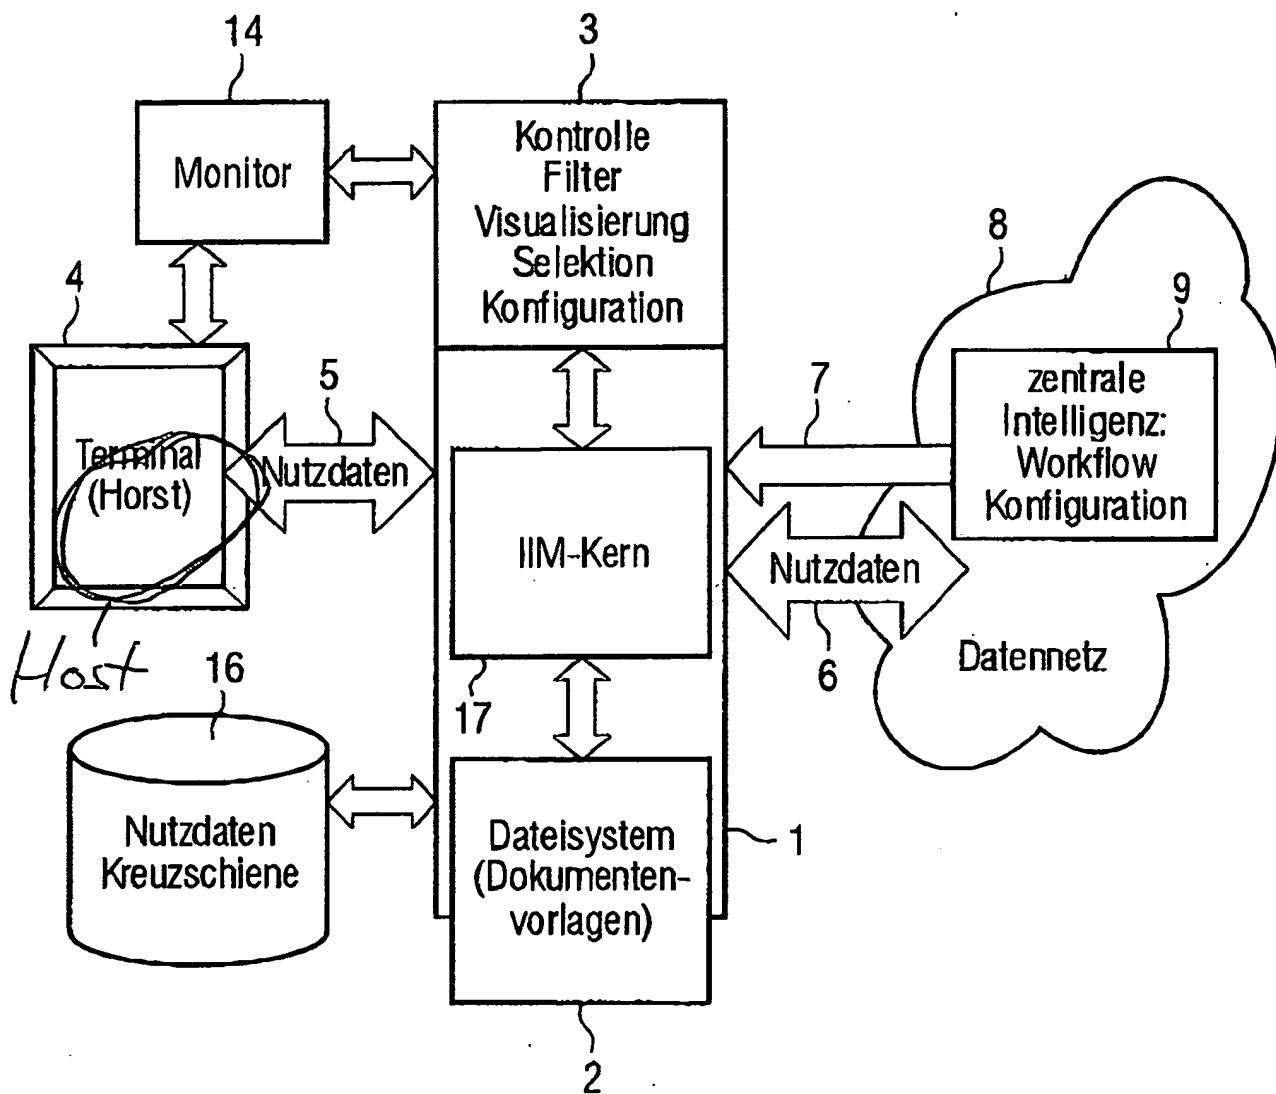 14
3
Monitor
Kontrolle
Filter
Visualisierung
Selektion
Konfiguration
8
4
9
5
7
zentrale
Intelligenz:
Workflow
Konfiguration
Terminal
(Horst)
Nutzdaten
IIM-Kern
Nutzdaten
Host
16
17
6
Datennetz
Nutzdaten
Kreuzschiene
Dateisystem
(Dokumenten-
vorlagen)
1
2